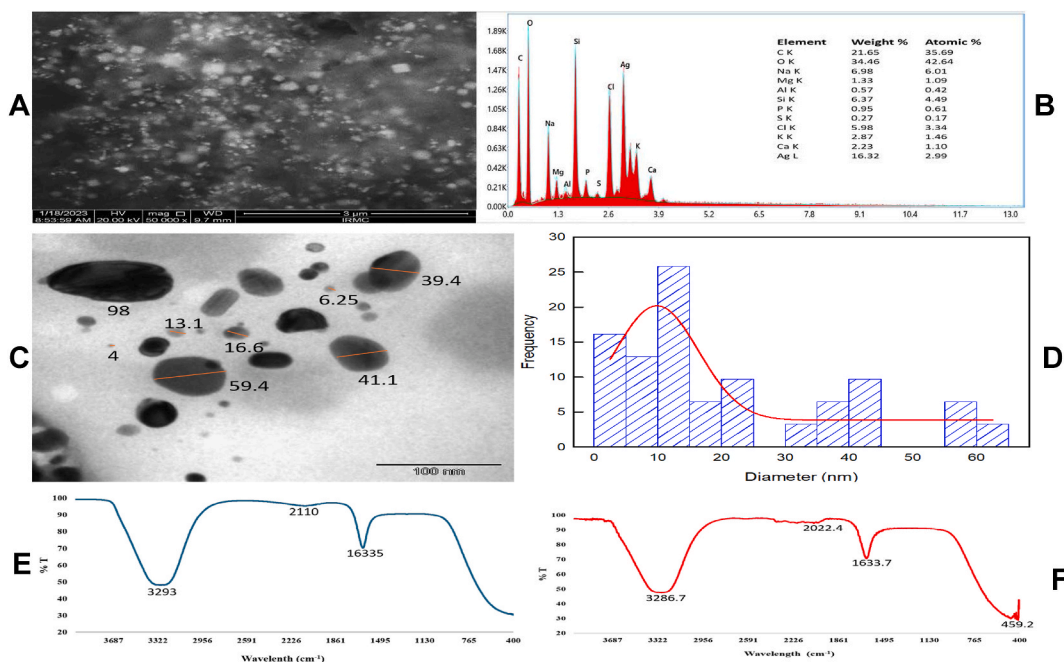 A
1/18/2023 HV mag □ WD 3 μm
8:53:59 AM 20.00 kV 50 000 x 9.7 mm IRMC
B
1.89K
1.68K
1.47K
1.26K
1.05K
0.84K
0.63K
0.42K
0.21K
0.00K
C O Na Mg Al Si P S Cl Ag K Ca
0.0 1.3 2.6 3.9 5.2 6.5 7.8 9.1 10.4 11.7 13.0
Element Weight % Atomic %
C K 21.65 35.69
O K 34.46 42.64
Na K 6.98 6.01
Mg K 1.33 1.09
Al K 0.57 0.42
Si K 6.37 4.49
P K 0.95 0.61
S K 0.27 0.17
Cl K 5.98 3.34
K K 2.87 1.46
Ca K 2.23 1.10
Ag L 16.32 2.99
C
98
39.4
6.25
13.1
16.6
4
59.4
41.1
100 nm
D
Frequency
30
25
20
15
10
5
0
0 10 20 30 40 50 60
Diameter (nm)
E
% T
100
90
80
70
60
50
40
30
20
2110
16335
3293
3687 3322 2956 2591 2226 1861 1495 1130 765 400
Wavelenth (cm-1)
F
%T
100
90
80
70
60
50
40
30
20
2022.4
1633.7
3286.7
459.2
3687 3322 2956 2591 2226 1861 1495 1130 765 400
Wavelength (cm-1)